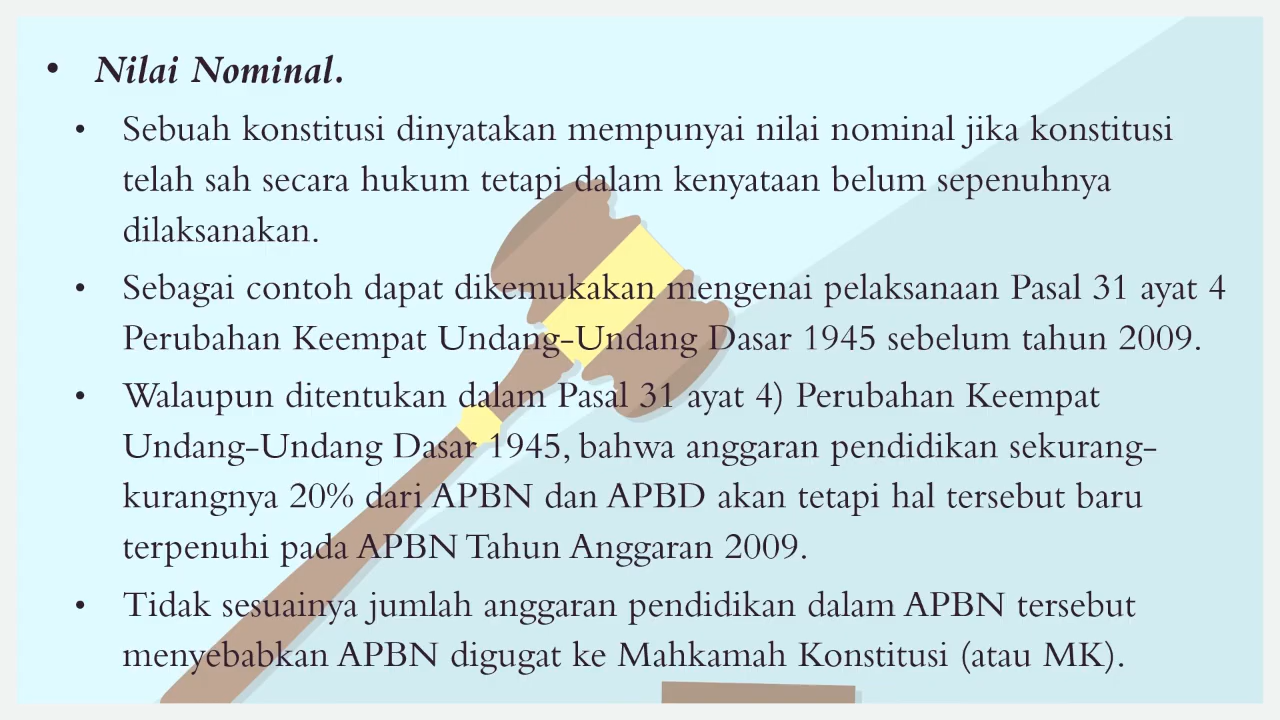 • Nilai Nominal.
• Sebuah konstitusi dinyatakan mempunyai nilai nominal jika konstitusi
telah sah secara hukum tetapi dalam kenyataan belum sepenuhnya
dilaksanakan.
• Sebagai contoh dapat dikemukakan mengenai pelaksanaan Pasal 31 ayat 4
Perubahan Keempat Undang-Undang Dasar 1945 sebelum tahun 2009.
• Walaupun ditentukan dalam Pasal 31 ayat 4) Perubahan Keempat
Undang-Undang Dasar 1945, bahwa anggaran pendidikan sekurang-
kurangnya 20% dari APBN dan APBD akan tetapi hal tersebut baru
terpenuhi pada APBN Tahun Anggaran 2009.
• Tidak sesuainya jumlah anggaran pendidikan dalam APBN tersebut
menyebabkan APBN digugat ke Mahkamah Konstitusi (atau MK).